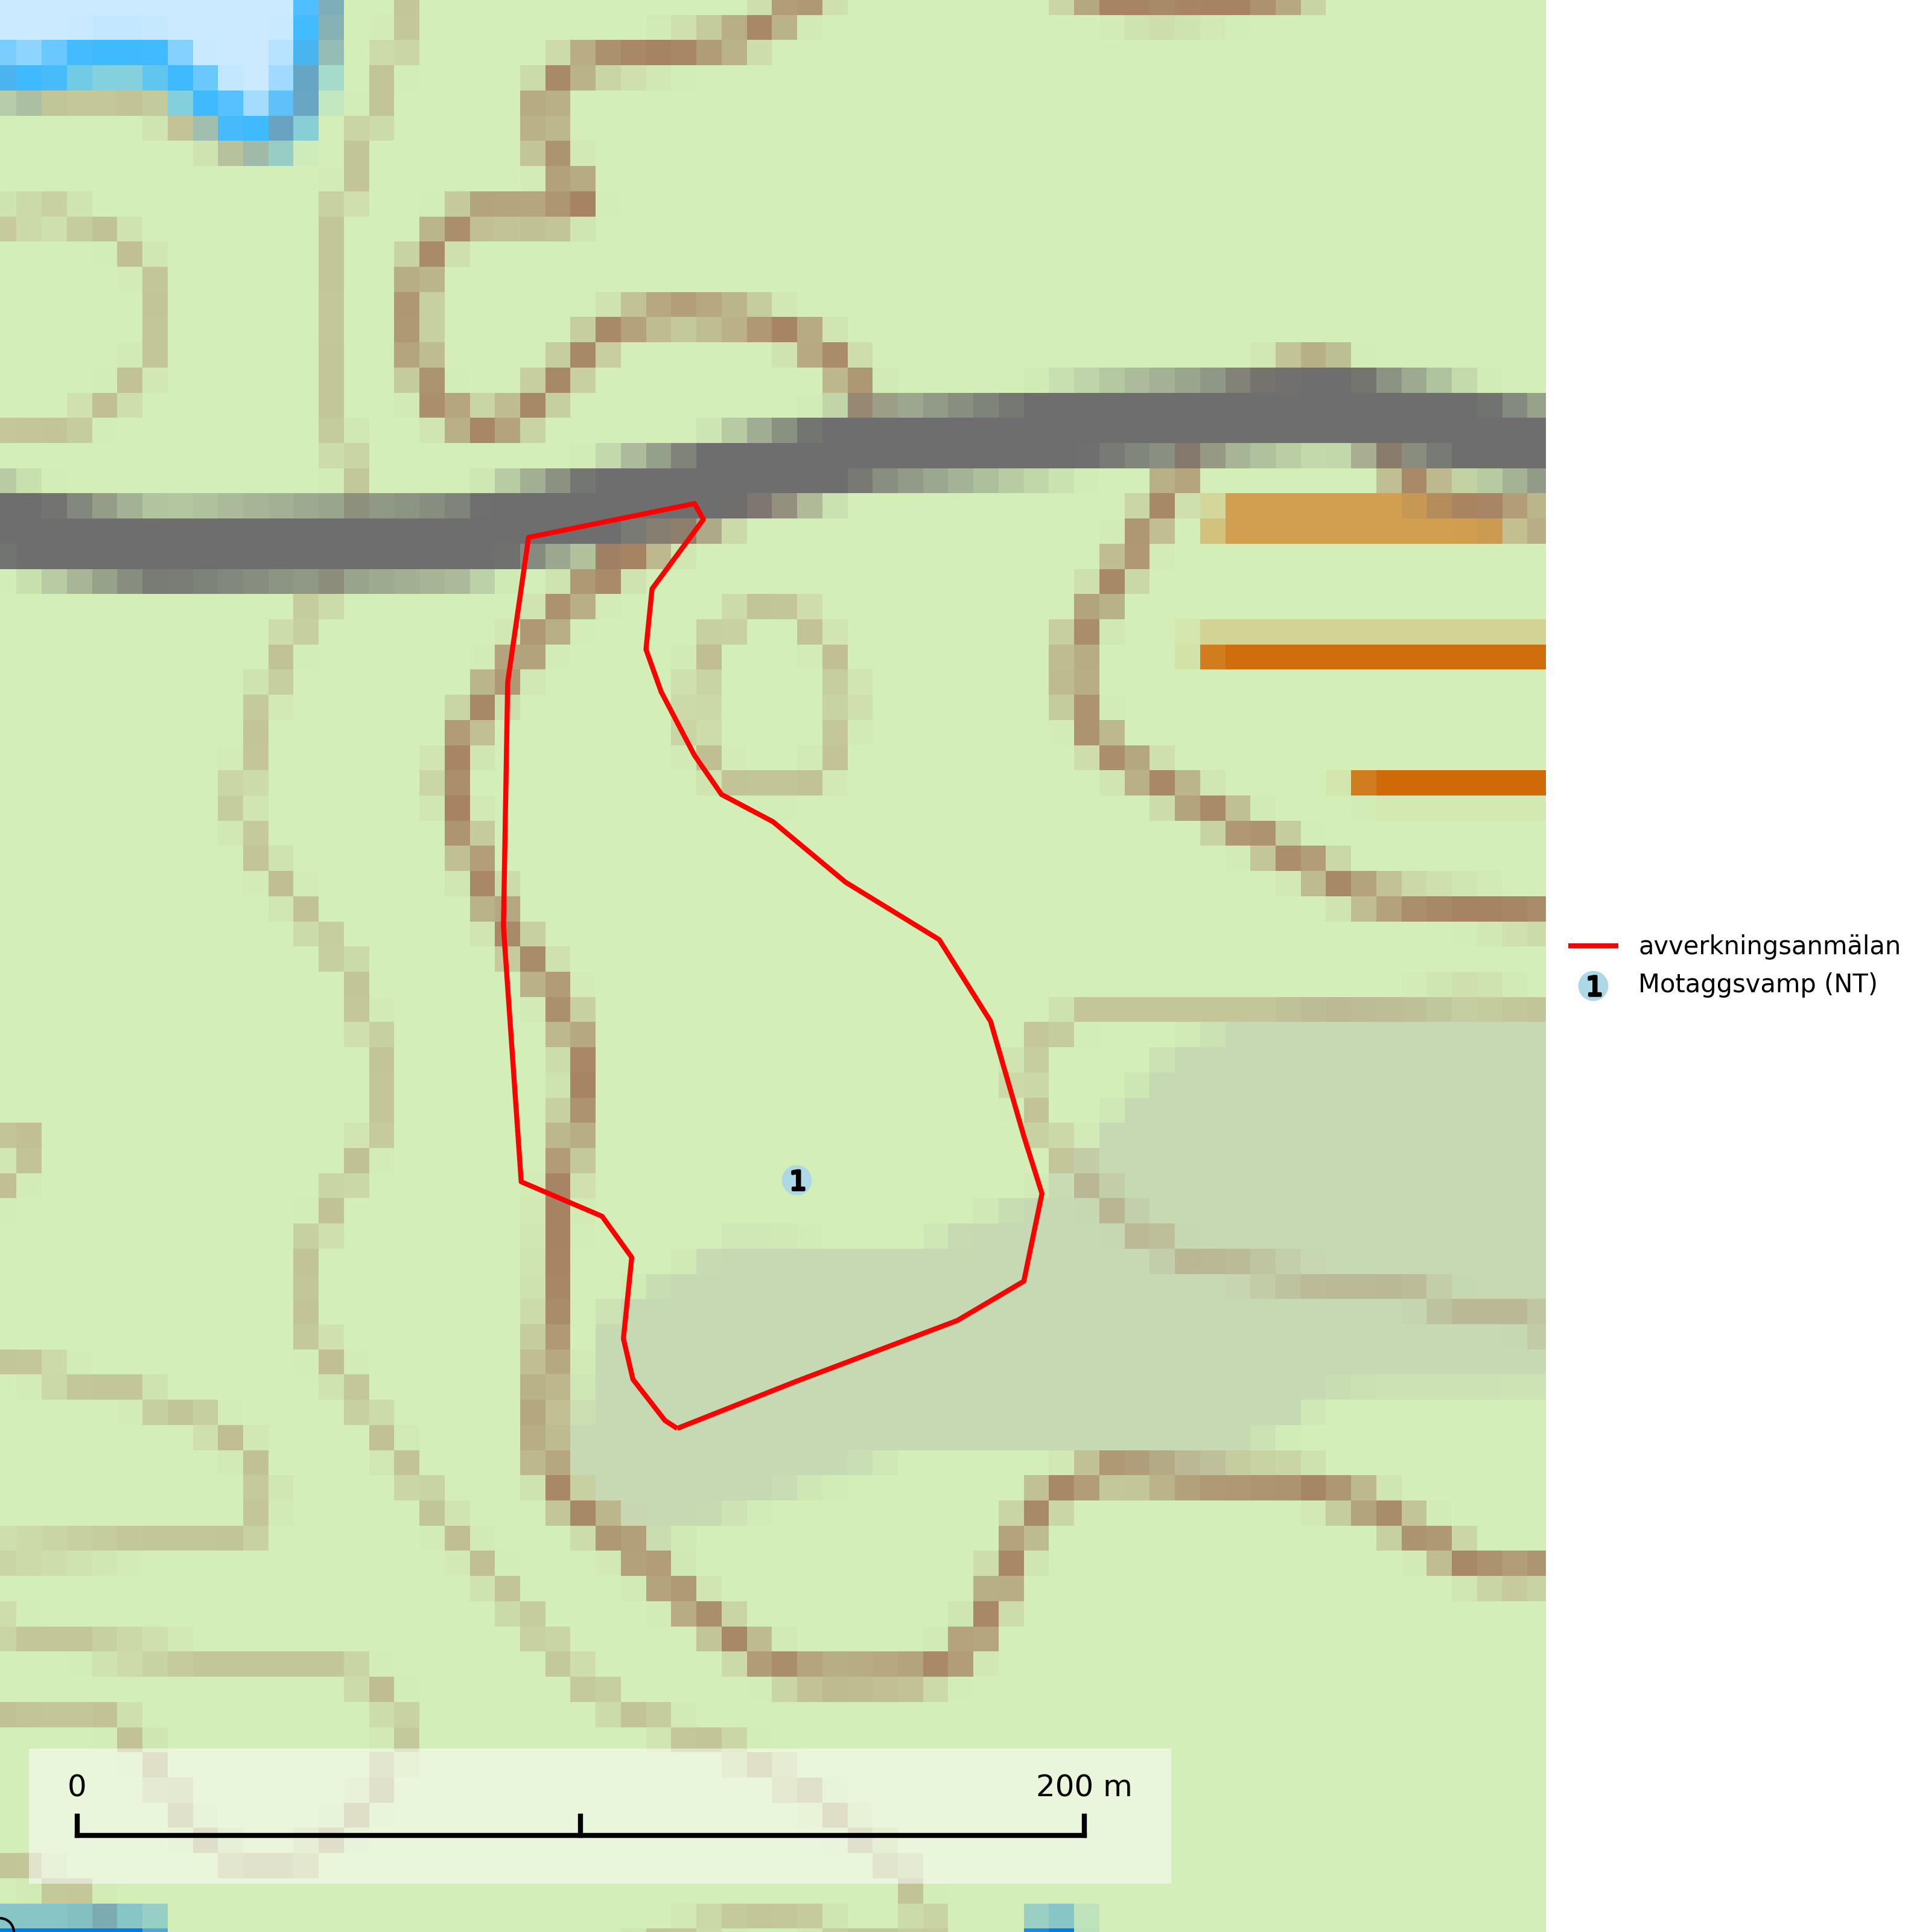 avverkningsanmälan
1 Motaggsvamp (NT)
1
0 200 m